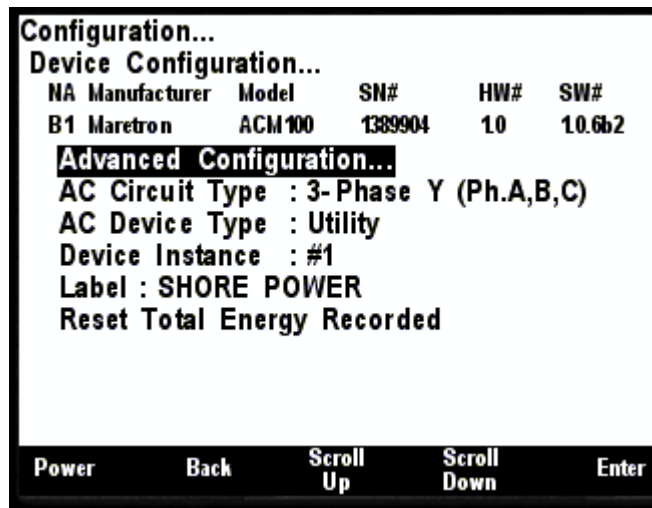 Configuration...
Device Configuration...
NA Manufacturer Model SN# HW# SW#
B1 Maretron ACM100 1389904 1.0 1.0.6b2
Advanced Configuration...
AC Circuit Type : 3-Phase Y (Ph.A,B,C)
AC Device Type : Utility
Device Instance : #1
Label : SHORE POWER
Reset Total Energy Recorded
Power Back Scroll Up Scroll Down Enter